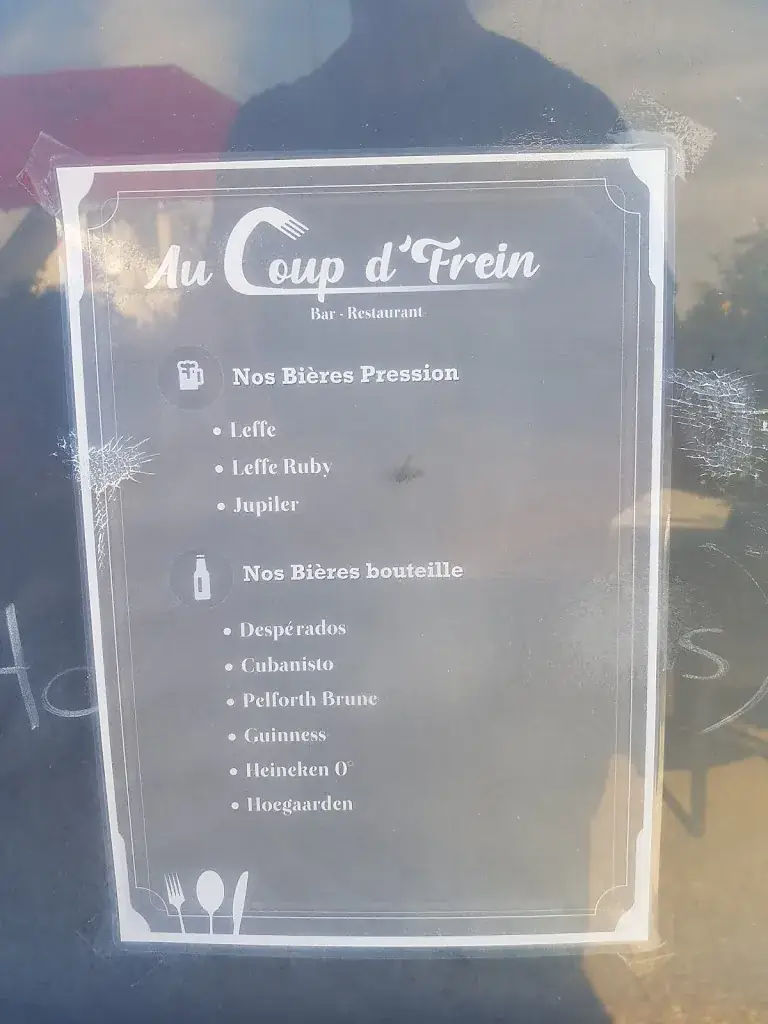 Au Coup d'Frein
Bar - Restaurant
Nos Bières Pression
• Leffe
• Leffe Ruby
• Jupiler
Nos Bières bouteille
• Despérados
• Cubanisto
• Pelforth Brune
• Guinness
• Heineken 0°
• Hoegaarden